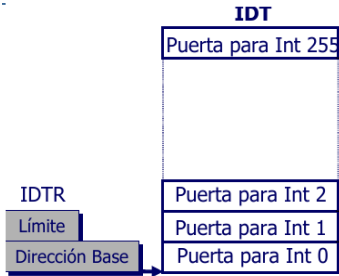 IDT
Puerta para Int 255
IDTR
Puerta para Int 2
Límite
Puerta para Int 1
Dirección Base
Puerta para Int 0